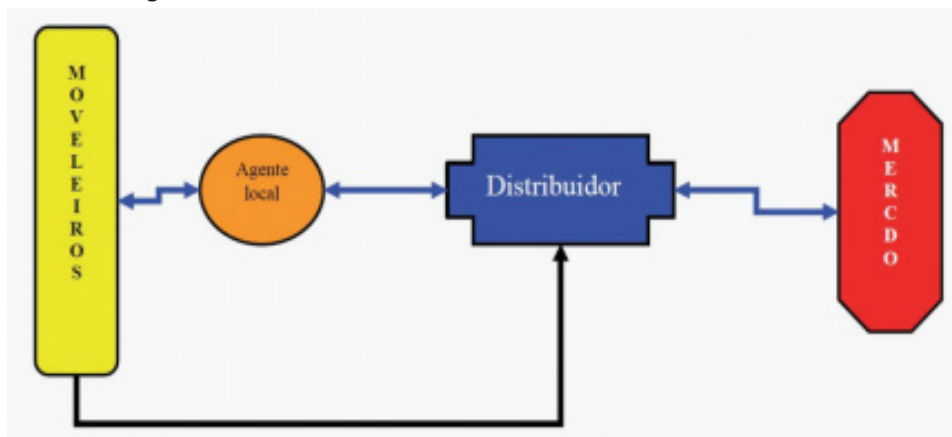 MOVELEIROS
Agente
local
Distribuidor
MERCDO